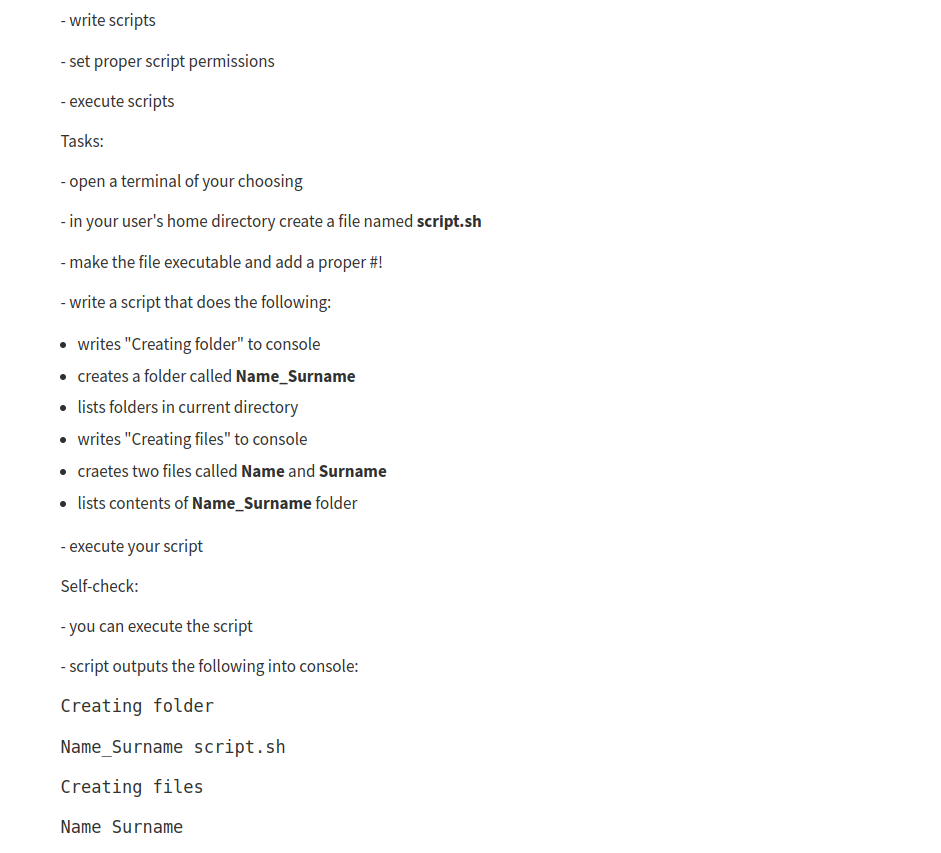 - write scripts
- set proper script permissions
- execute scripts
Tasks:
- open a terminal of your choosing
- in your user's home directory create a file named script.sh
- make the file executable and add a proper #!
- write a script that does the following:
• writes "Creating folder" to console
• creates a folder called Name_Surname
• lists folders in current directory
• writes "Creating files" to console
• craetes two files called Name and Surname
• lists contents of Name_Surname folder
- execute your script
Self-check:
- you can execute the script
- script outputs the following into console:
Creating folder
Name_Surname script.sh
Creating files
Name Surname